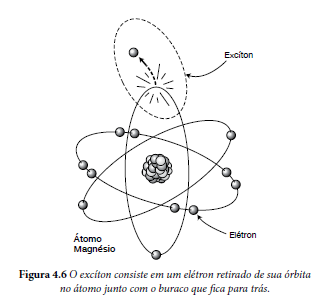 Excíton
Átomo
Magnésio
Elétron
Figura 4.6 O excíton consiste em um elétron retirado de sua órbita
no átomo junto com o buraco que fica para trás.